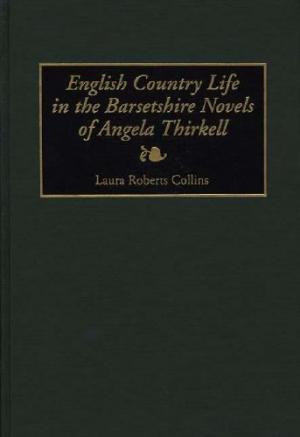 English Country Life
in the Barsetshire Novels
of Angela Thirkell
Laura Roberts Collins